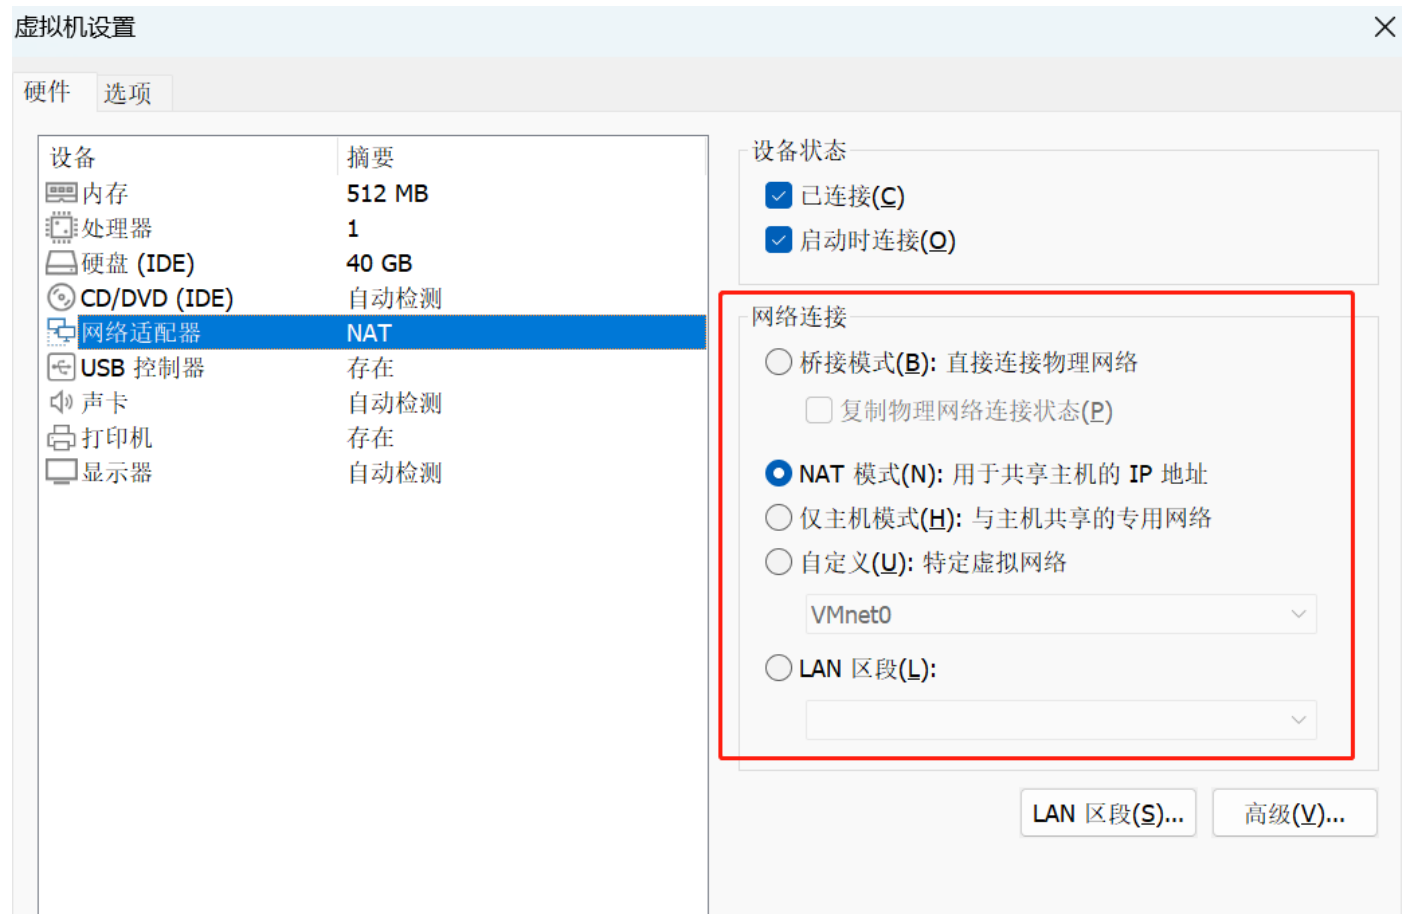 虚拟机设置
硬件 选项
设备 摘要
内存 512 MB
处理器 1
硬盘 (IDE) 40 GB
CD/DVD (IDE) 自动检测
网络适配器 NAT
USB 控制器 存在
声卡 自动检测
打印机 存在
显示器 自动检测
设备状态
已连接(C)
启动时连接(O)
网络连接
桥接模式(B): 直接连接物理网络
复制物理网络连接状态(P)
NAT 模式(N): 用于共享主机的 IP 地址
仅主机模式(H): 与主机共享的专用网络
自定义(U): 特定虚拟网络
VMnet0
LAN 区段(L):
LAN 区段(S)... 高级(V)...